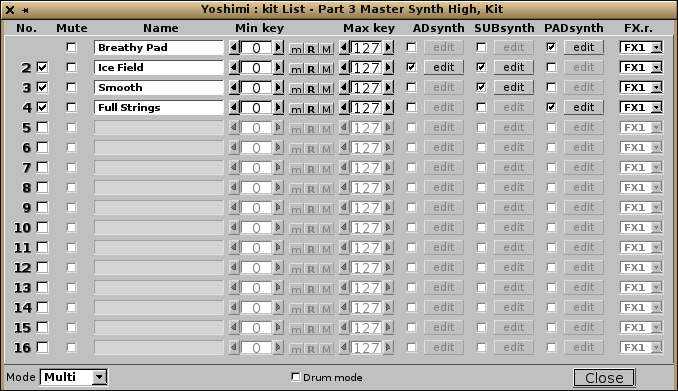 Yoshimi : kit List - Part 3 Master Synth High, Kit
No. Mute Name Min key Max key ADsynth SUBsynth PADsynth FX.r.
Breathy Pad 0 m R M 127 edit edit edit FX1
2 Ice Field 0 m R M 127 edit edit edit FX1
3 Smooth 0 m R M 127 edit edit edit FX1
4 Full Strings 0 m R M 127 edit edit edit FX1
5 0 m R M 127 edit edit edit FX1
6 0 m R M 127 edit edit edit FX1
7 0 m R M 127 edit edit edit FX1
8 0 m R M 127 edit edit edit FX1
9 0 m R M 127 edit edit edit FX1
10 0 m R M 127 edit edit edit FX1
11 0 m R M 127 edit edit edit FX1
12 0 m R M 127 edit edit edit FX1
13 0 m R M 127 edit edit edit FX1
14 0 m R M 127 edit edit edit FX1
15 0 m R M 127 edit edit edit FX1
16 0 m R M 127 edit edit edit FX1
Mode Multi Drum mode Close